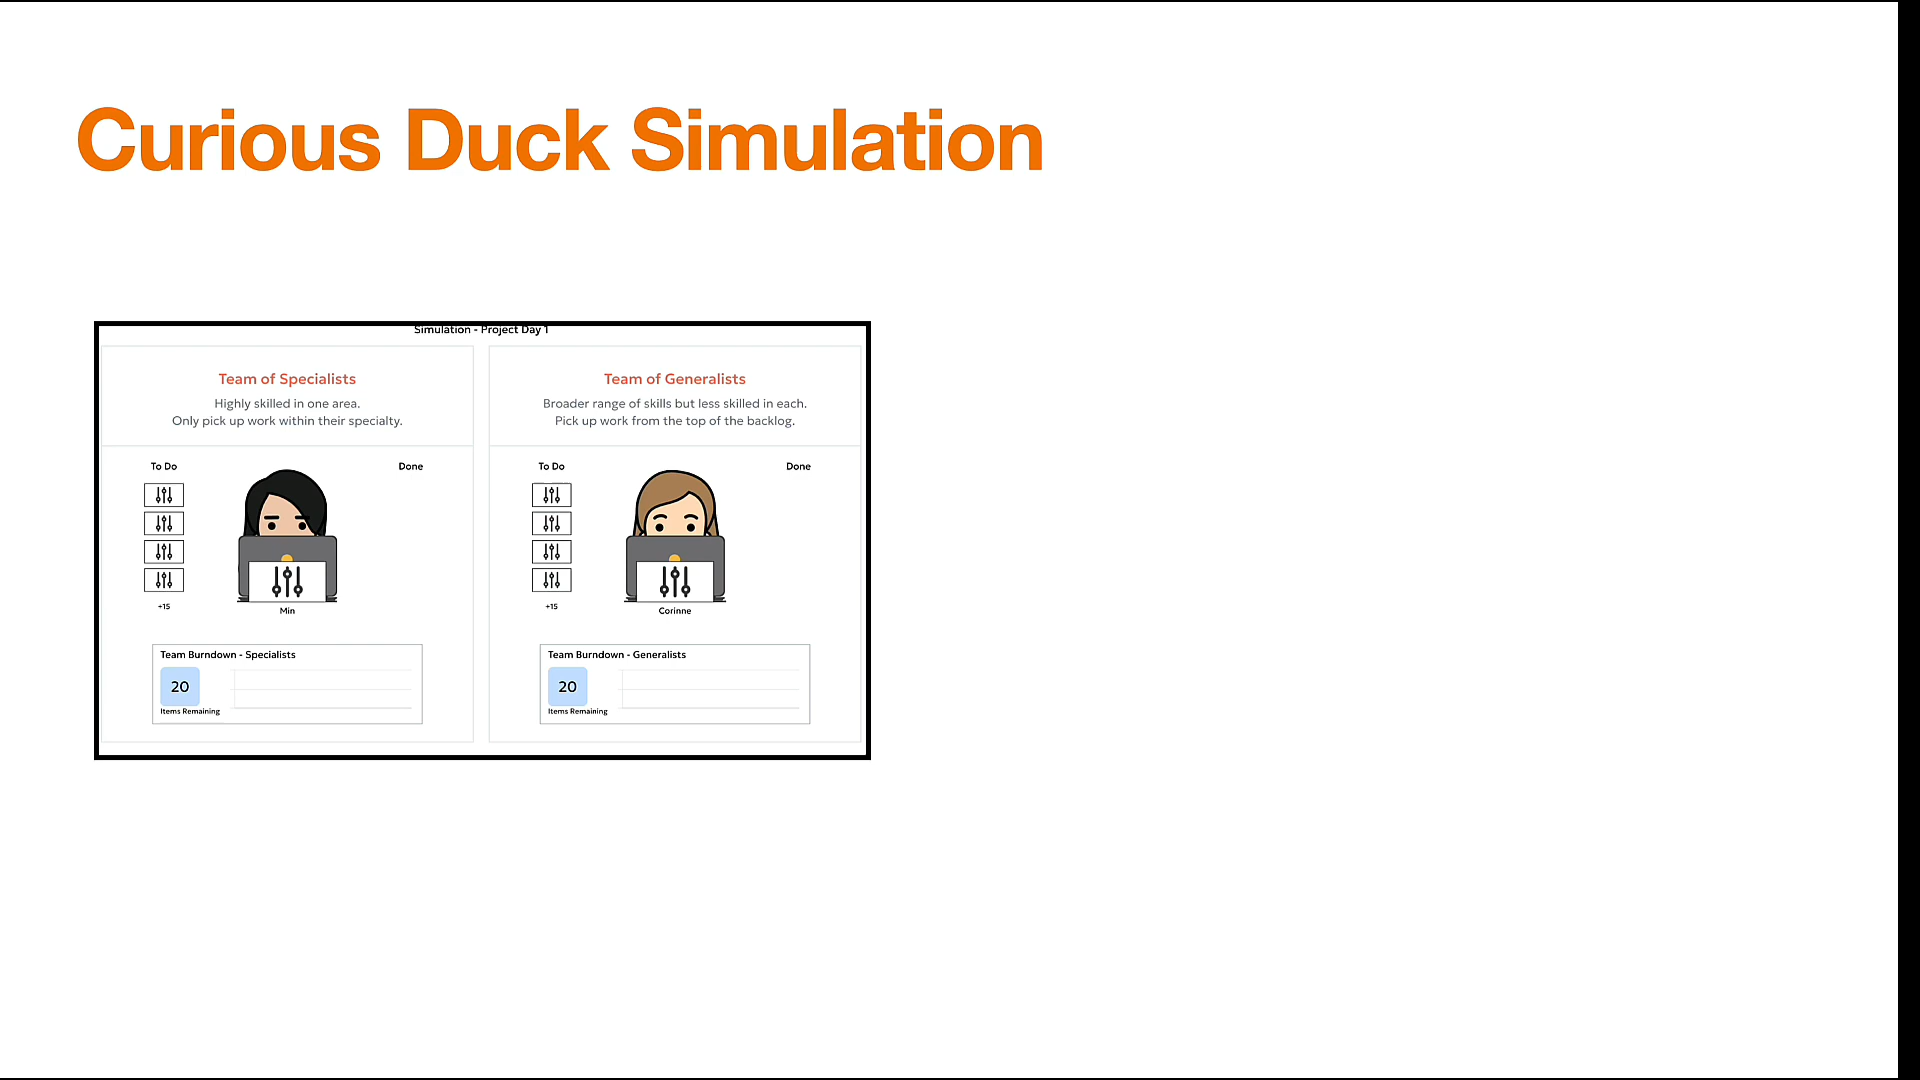 Curious Duck Simulation
Simulation - Project Day 1
Team of Specialists
Highly skilled in one area.
Only pick up work within their specialty.
To Do
Done
+15
Min
Team Burndown - Specialists
20
Items Remaining
Team of Generalists
Broader range of skills but less skilled in each.
Pick up work from the top of the backlog.
To Do
Done
+15
Corinne
Team Burndown - Generalists
20
Items Remaining